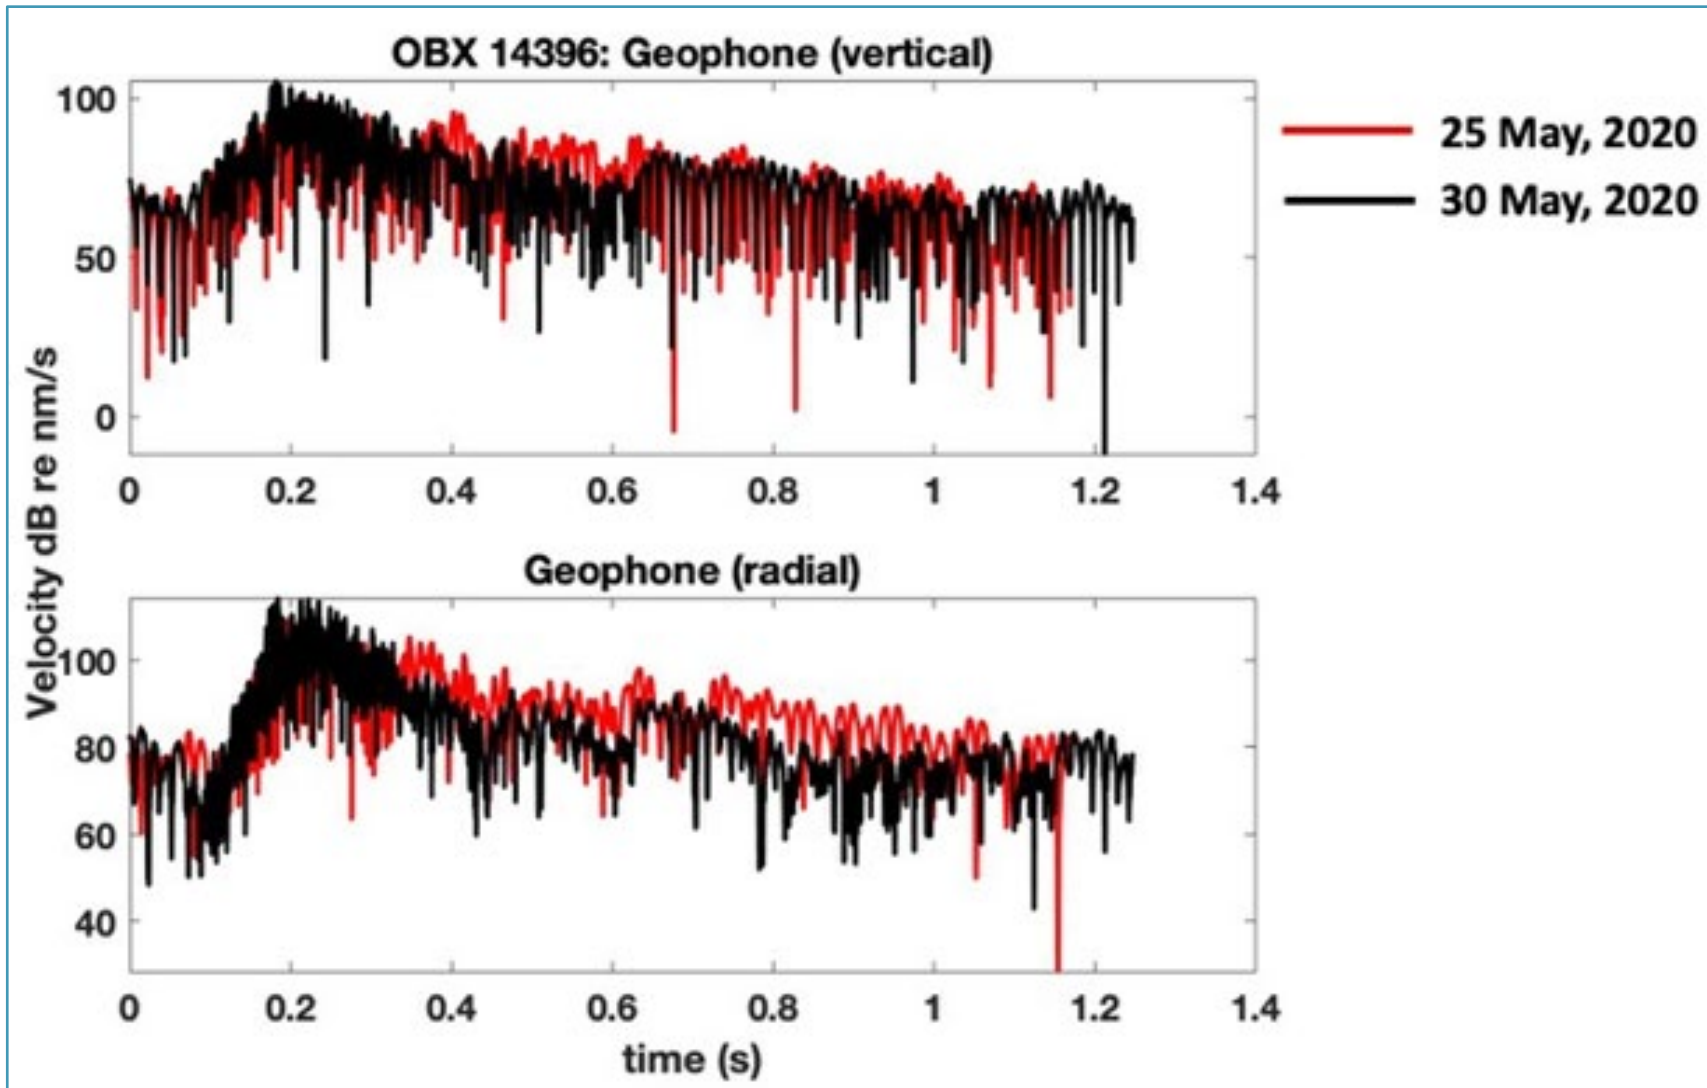 OBX 14396: Geophone (vertical)
100
50
0
0 0.2 0.4 0.6 0.8 1 1.2 1.4
25 May, 2020
30 May, 2020
Velocity dB re nm/s
Geophone (radial)
100
80
60
40
0 0.2 0.4 0.6 0.8 1 1.2 1.4
time (s)